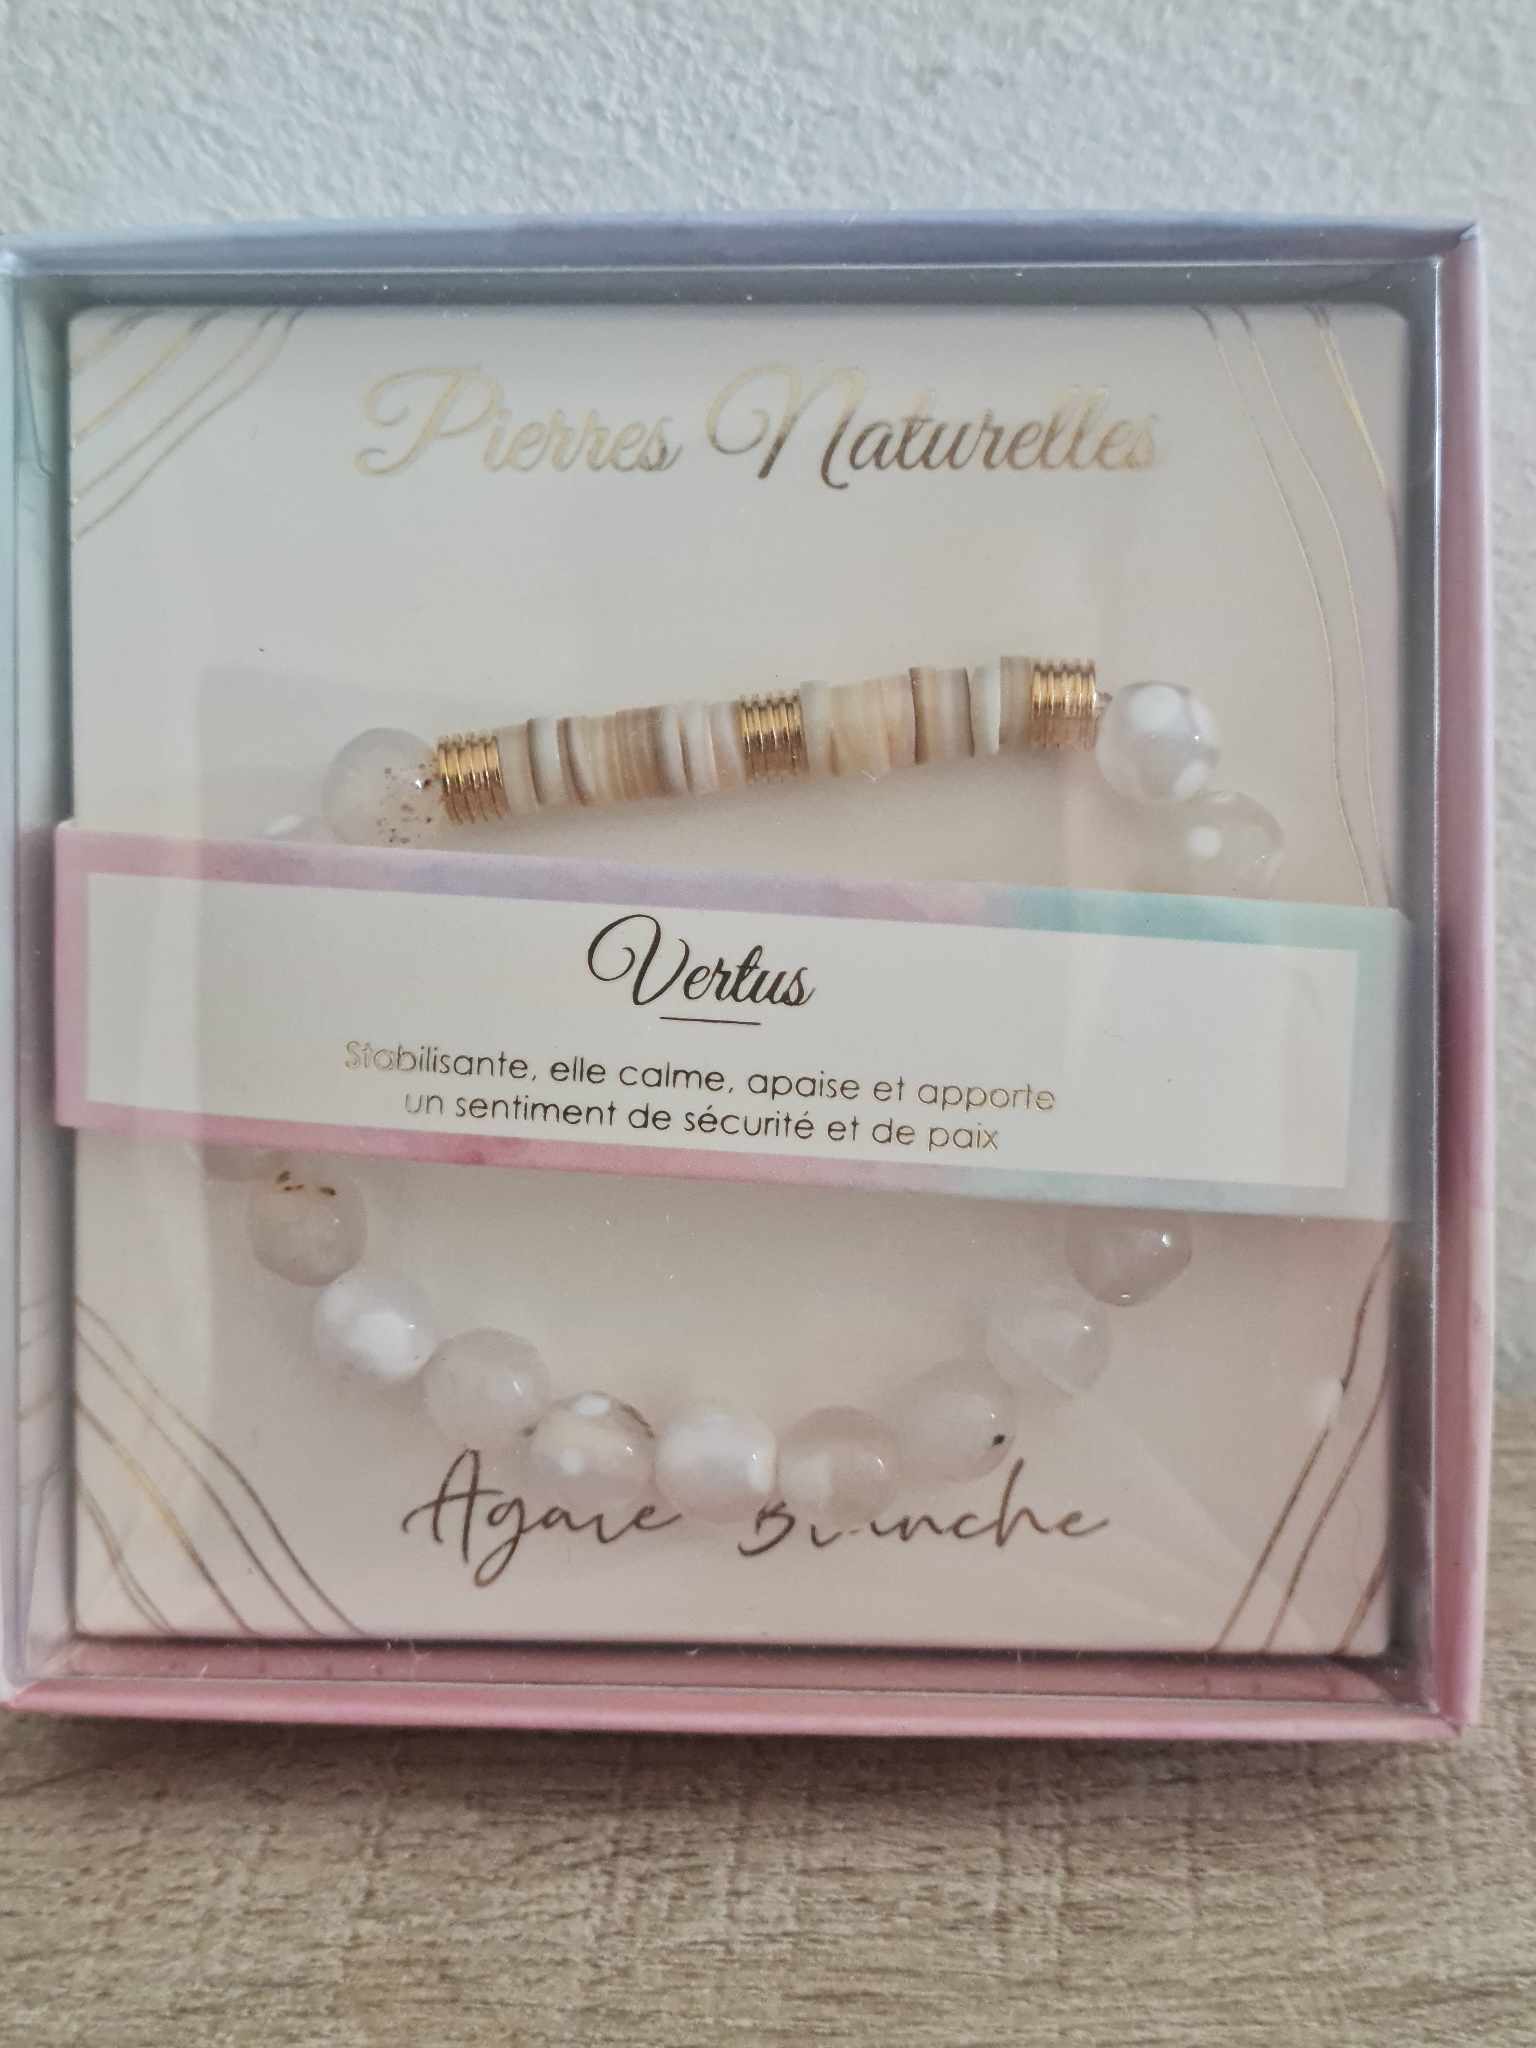 Pierres Naturelles
Vertus
Stabilisante, elle calme, apaise et apporte
un sentiment de sécurité et de paix
Agate Blanche